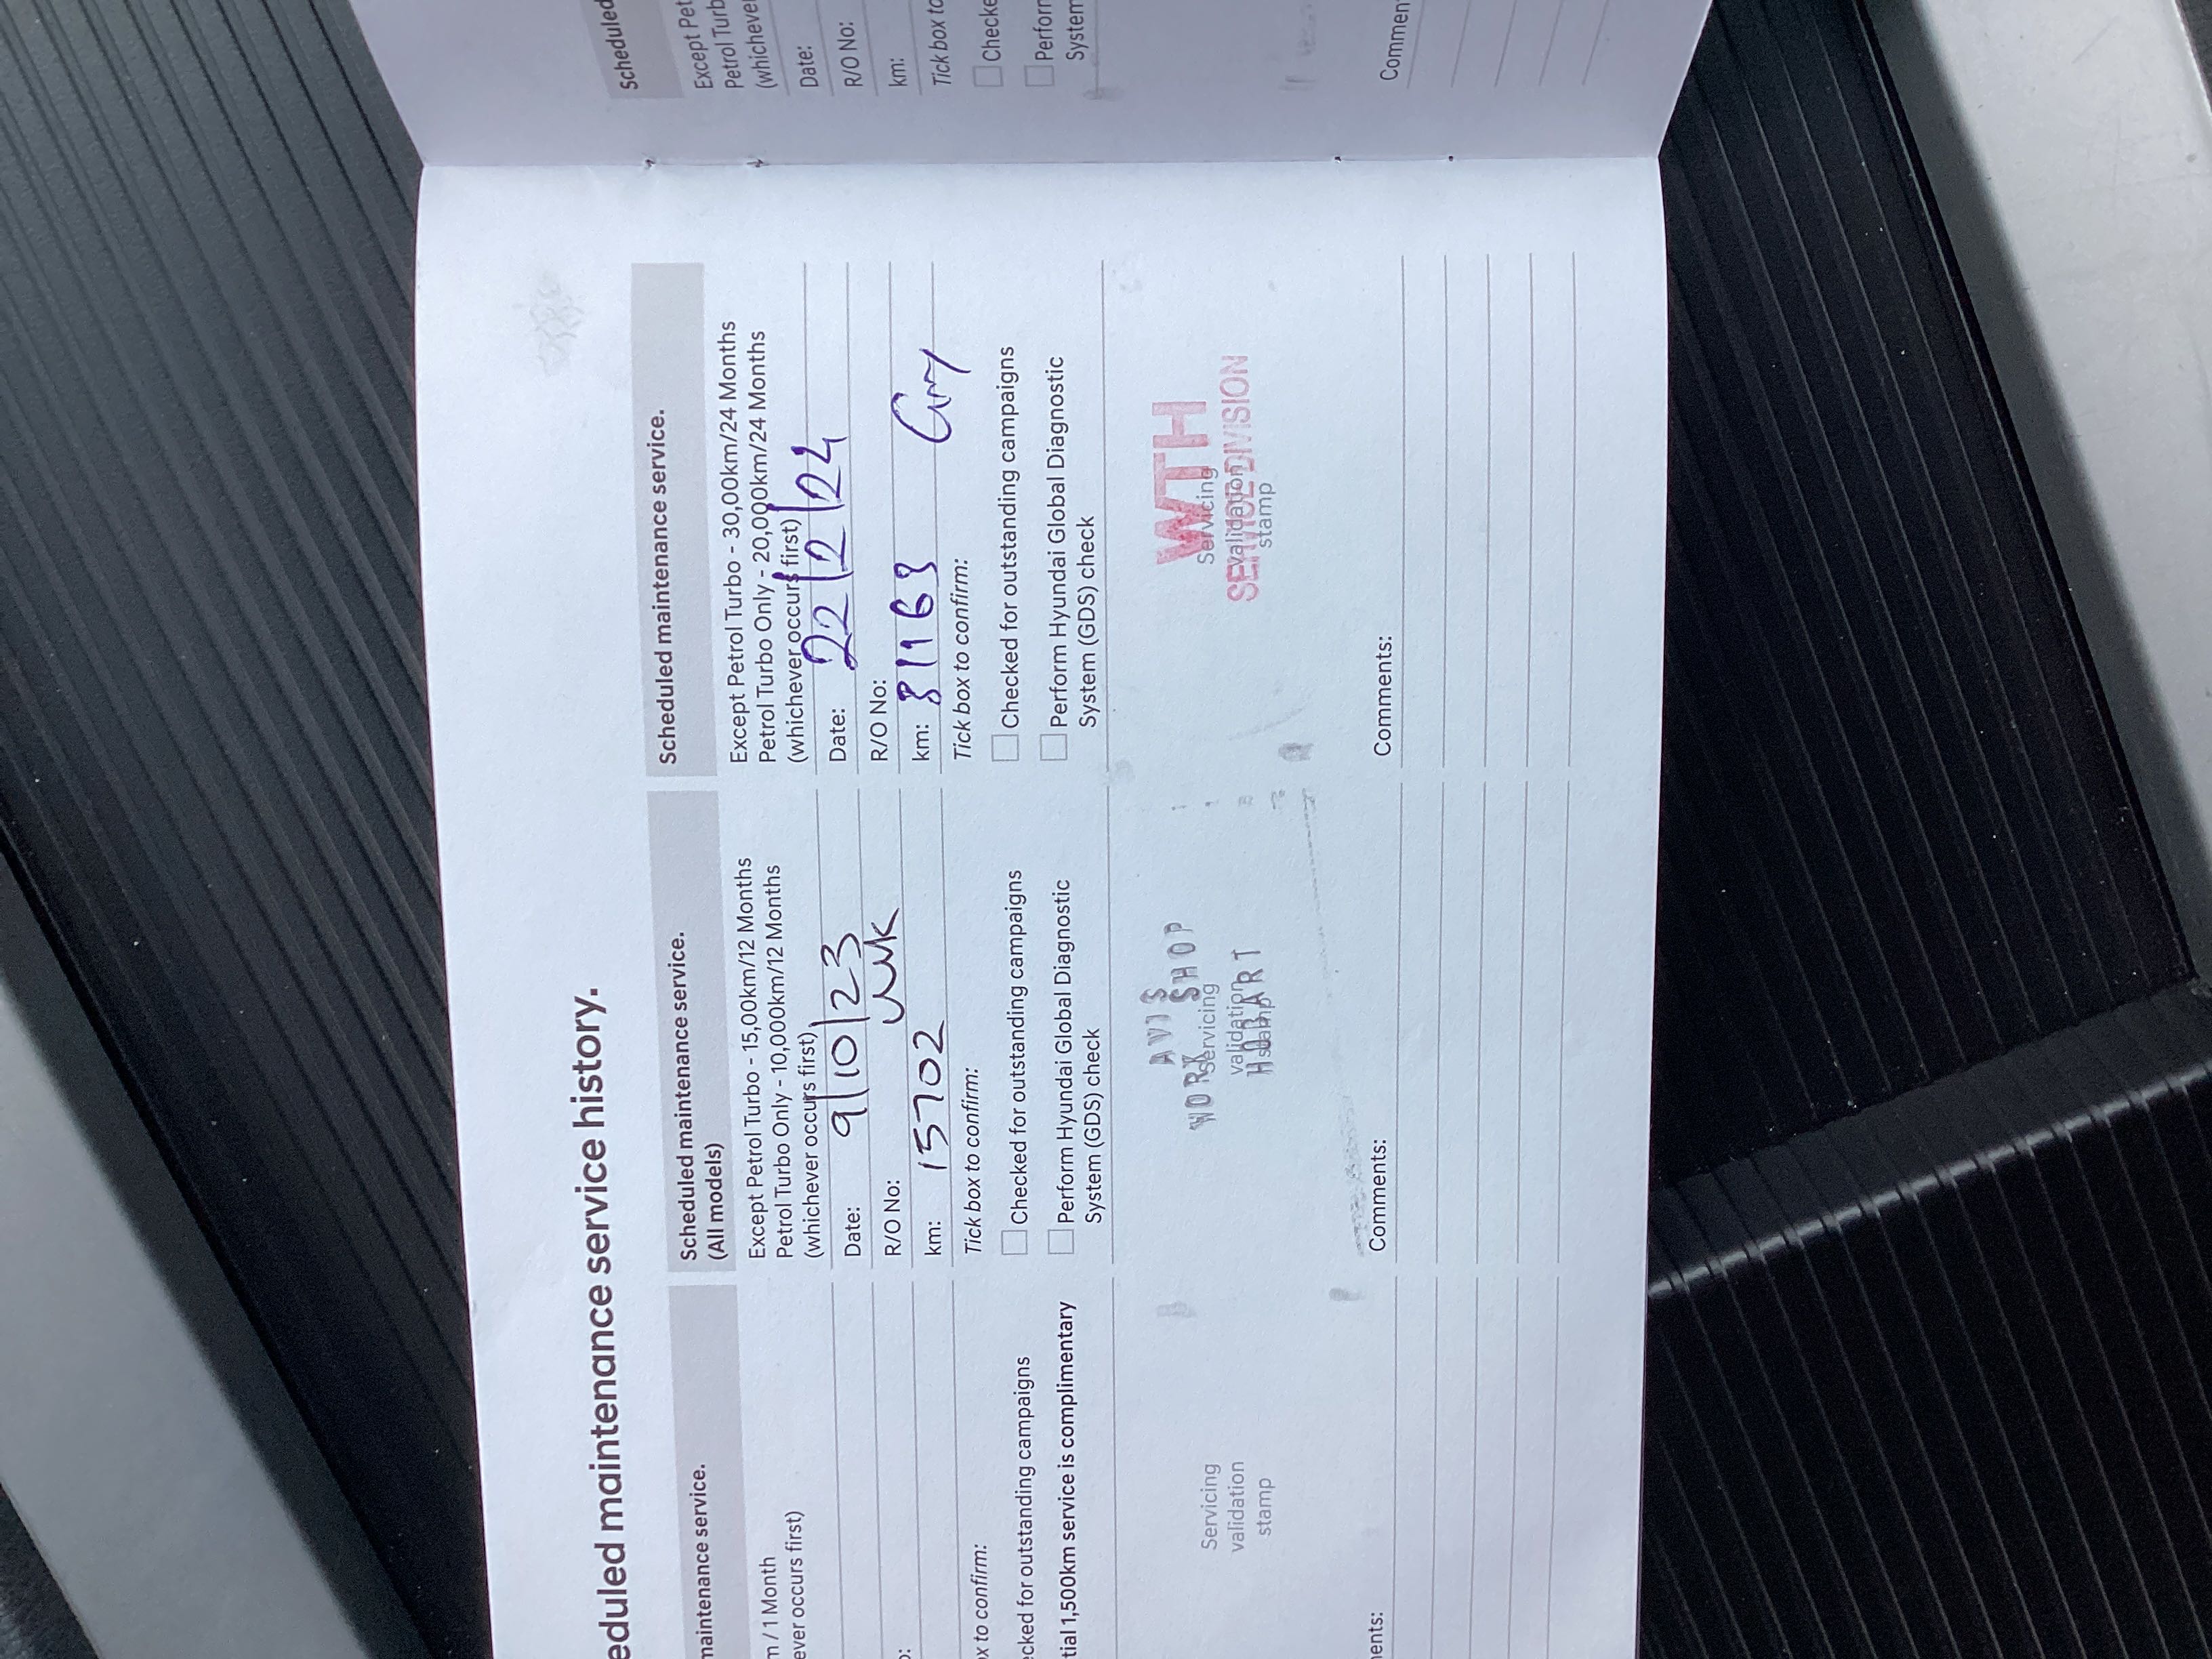 eduled maintenance service history.
maintenance service.
m / 1 Month
ever occurs first)
o:
x to confirm:
cked for outstanding campaigns
tial 1,500km service is complimentary
Servicing
validation
stamp
ents:
Scheduled maintenance service.
(All models)
Except Petrol Turbo - 15,00km/12 Months
Petrol Turbo Only - 10,000km/12 Months
(whichever occurs first)
Date: 9/10/23
R/O No:
km: 15702
Tick box to confirm:
Checked for outstanding campaigns
Perform Hyundai Global Diagnostic
System (GDS) check
AVIS
WORK SHOP
Servicing
validation
HOBART
stamp
Comments:
Scheduled maintenance service.
Except Petrol Turbo - 30,00km/24 Months
Petrol Turbo Only - 20,000km/24 Months
(whichever occurs first)
Date: 22/2/24
R/O No:
km: 81163
Tick box to confirm:
Checked for outstanding campaigns
Perform Hyundai Global Diagnostic
System (GDS) check
WTH
Servicing
SERVICE DIVISION
validation
stamp
Comments:
Scheduled
Except Pet
Petrol Turb
(whichever
Date:
R/O No:
km:
Tick box to
Checke
Perform
System
Commen